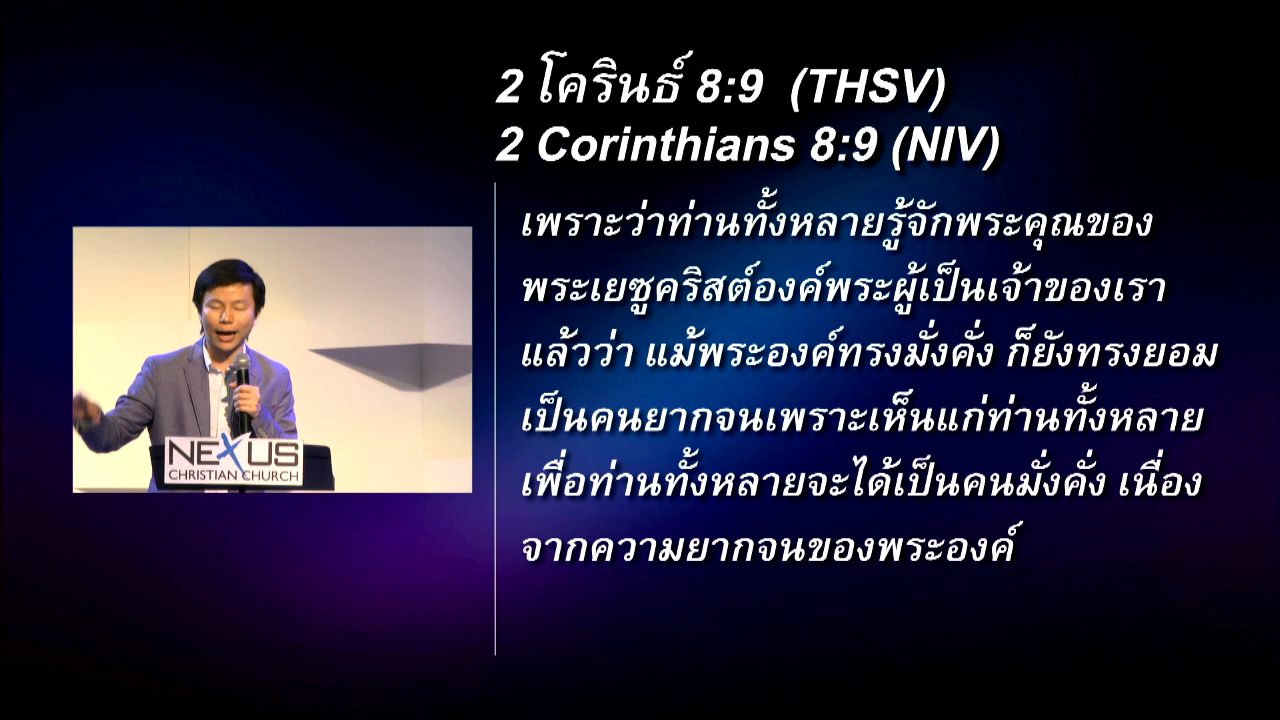 2 โครินธ์ 8:9 (THSV)
2 Corinthians 8:9 (NIV)
เพราะว่าท่านทั้งหลายรู้จักพระคุณของ
พระเยซูคริสต์องค์พระผู้เป็นเจ้าของเรา
แล้วว่า แม้พระองค์ทรงมั่งคั่ง ก็ยังทรงยอม
เป็นคนยากจนเพราะเห็นแก่ท่านทั้งหลาย
เพื่อท่านทั้งหลายจะได้เป็นคนมั่งคั่ง เนื่อง
จากความยากจนของพระองค์
NEXUS
CHRISTIAN CHURCH